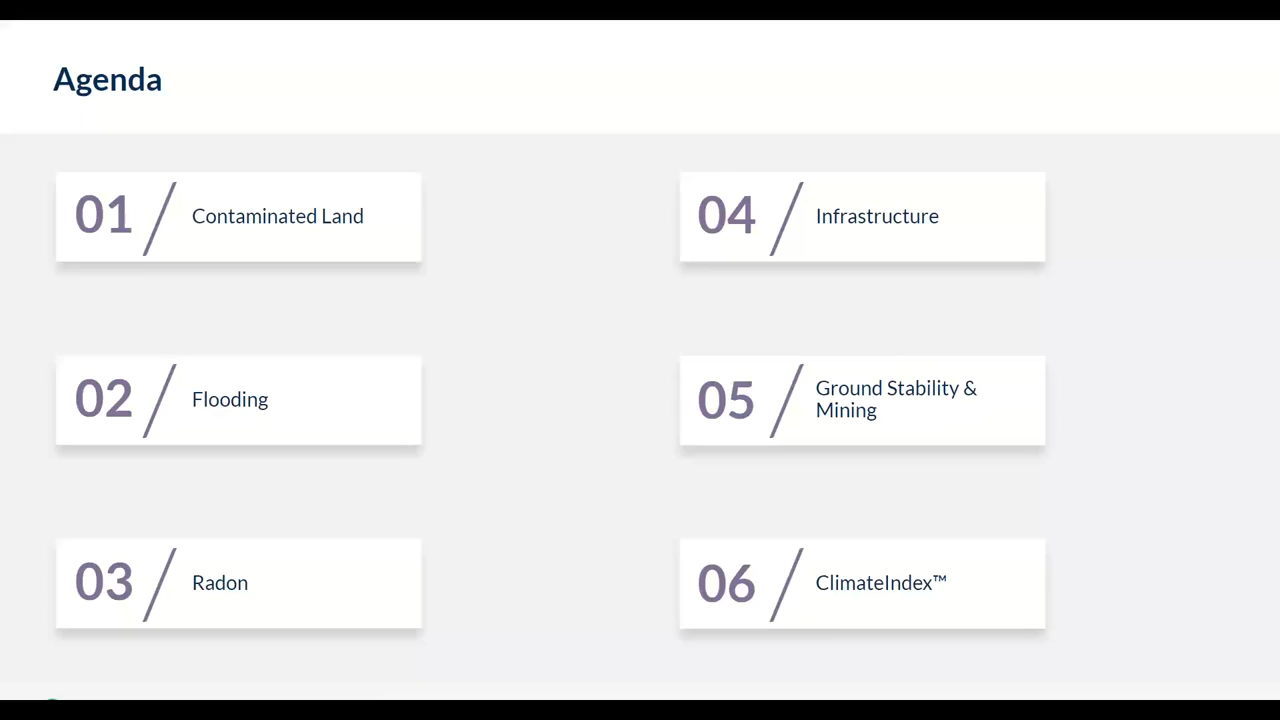 Agenda
01
Contaminated Land
02
Flooding
03
Radon
04
Infrastructure
05
Ground Stability &
Mining
06
ClimateIndex™